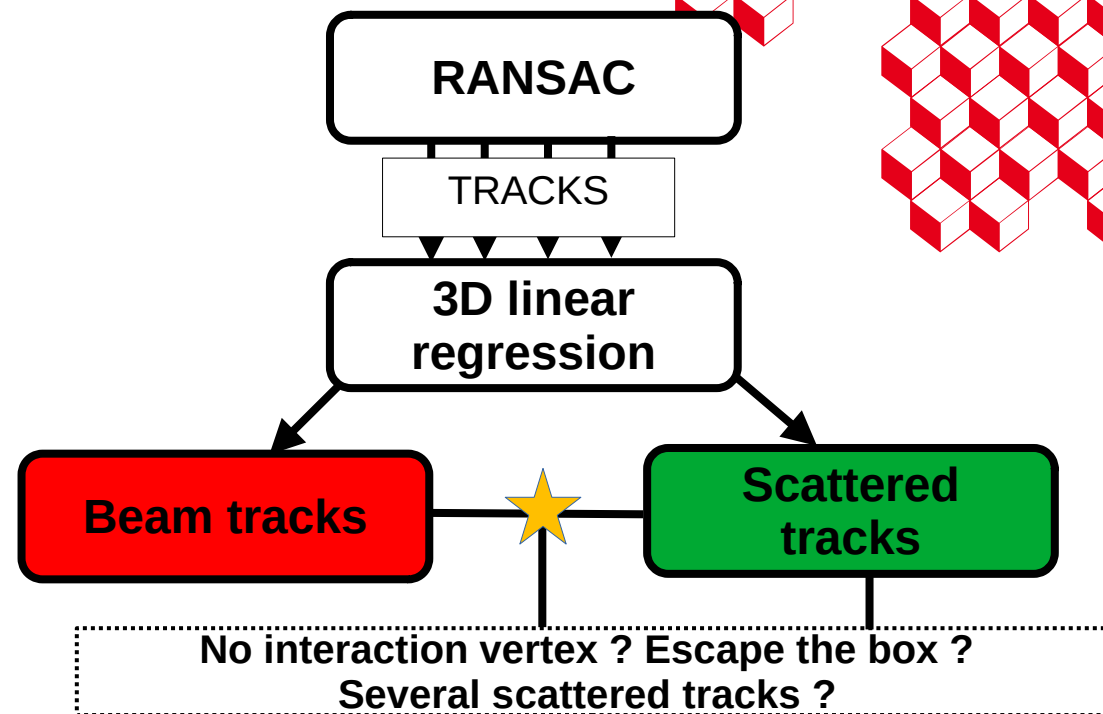 RANSAC
TRACKS
3D linear
regression
Beam tracks
Scattered
tracks
No interaction vertex ? Escape the box ?
Several scattered tracks ?